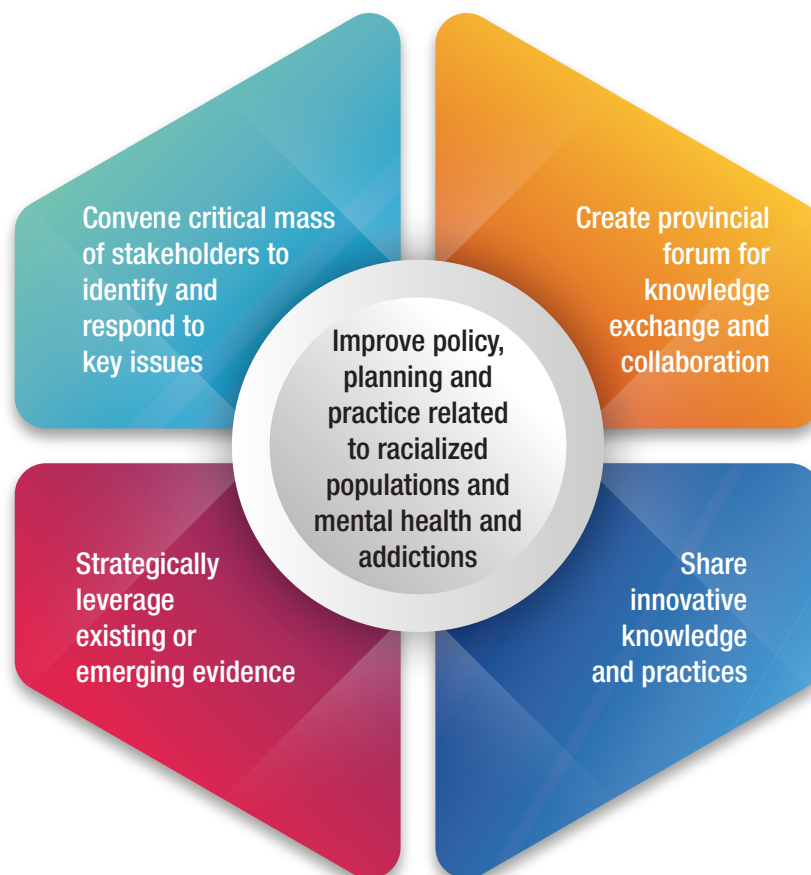 Convene critical mass
of stakeholders to
identify and
respond to
key issues
Create provincial
forum for
knowledge
exchange and
collaboration
Improve policy,
planning and
practice related
to racialized
populations and
mental health and
addictions
Strategically
leverage
existing or
emerging evidence
Share
innovative
knowledge
and practices